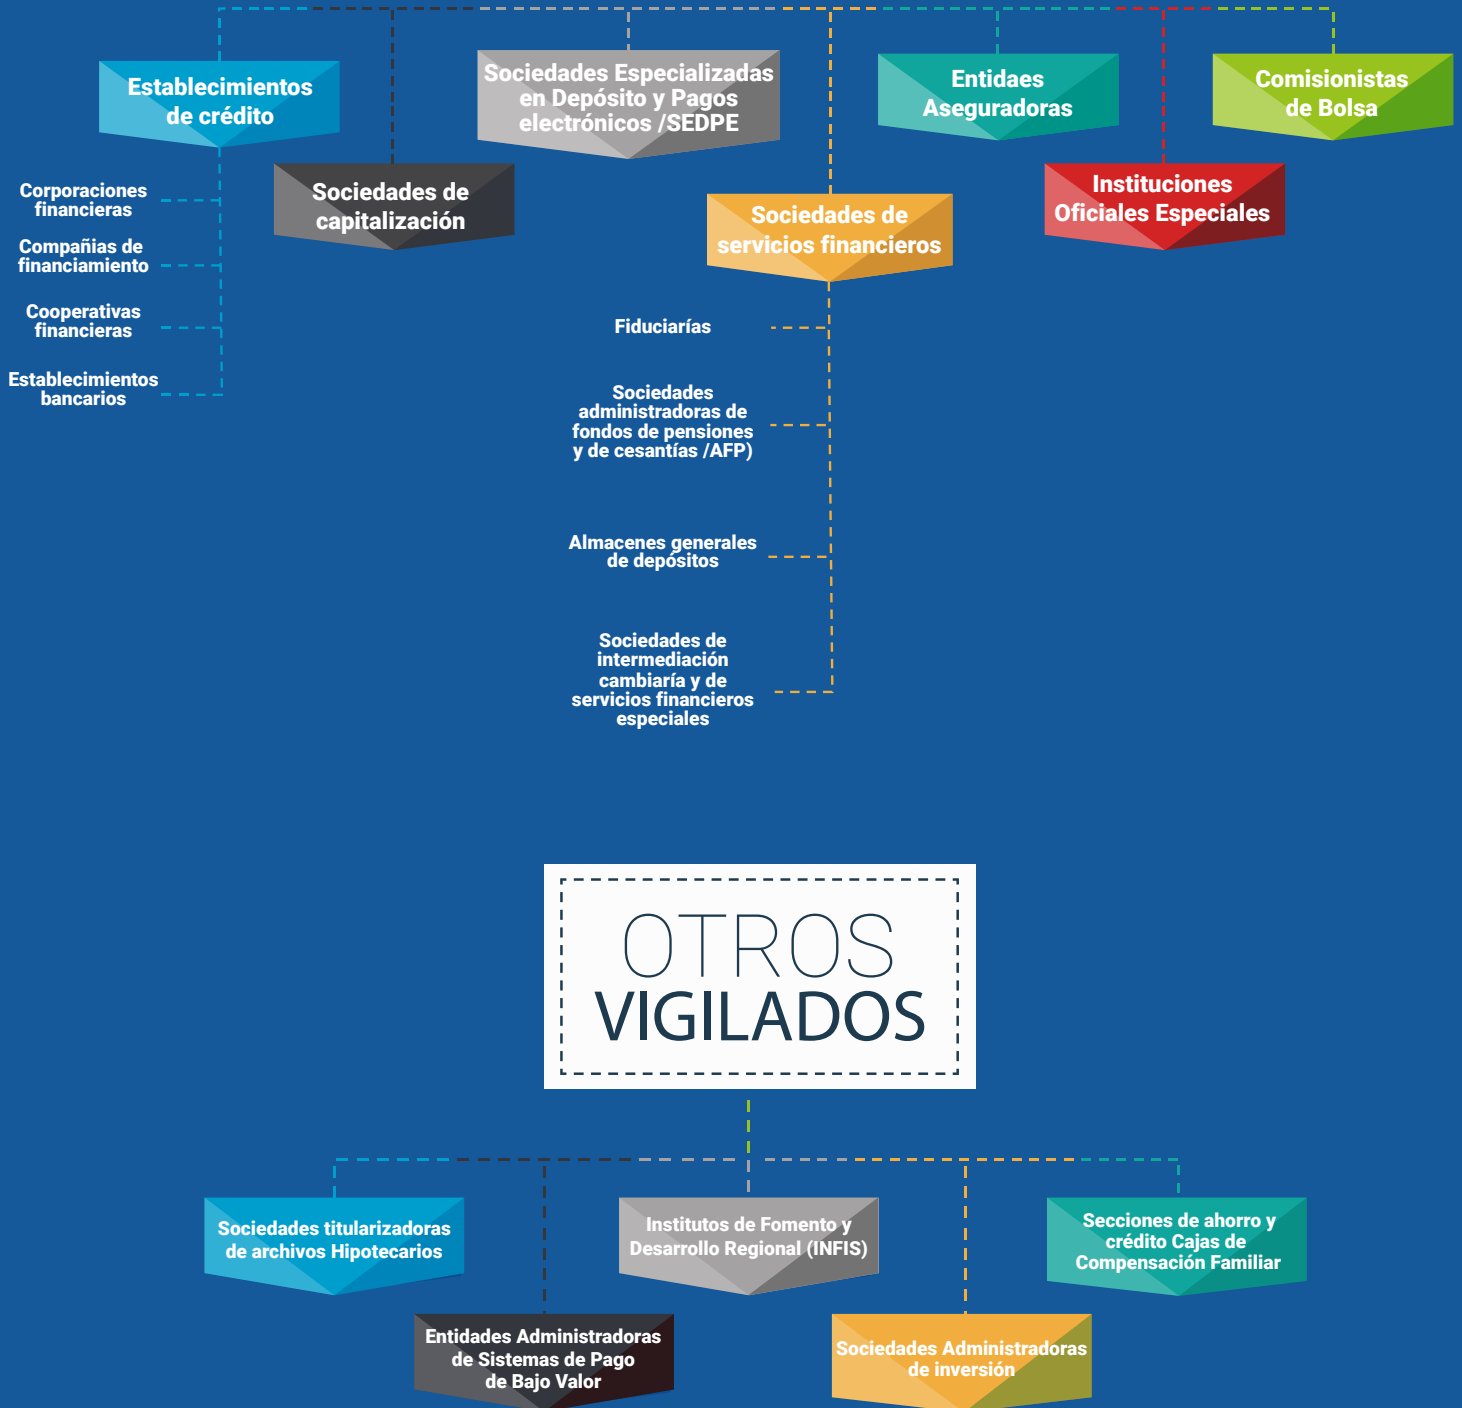 Establecimientos
de crédito
Corporaciones
financieras
Compañias de
financiamiento
Cooperativas
financieras
Establecimientos
bancarios
Sociedades de
capitalización
Sociedades Especializadas
en Depósito y Pagos
electrónicos /SEDPE
Sociedades de
servicios financieros
Fiduciarías
Sociedades
administradoras de
fondos de pensiones
y de cesantías /AFP)
Almacenes generales
de depósitos
Sociedades de
intermediación
cambiaría y de
servicios financieros
especiales
Entidaes
Aseguradoras
Instituciones
Oficiales Especiales
Comisionistas
de Bolsa
OTROS
VIGILADOS
Sociedades titularizadoras
de archivos Hipotecarios
Entidades Administradoras
de Sistemas de Pago
de Bajo Valor
Institutos de Fomento y
Desarrollo Regional (INFIS)
Sociedades Administradoras
de inversión
Secciones de ahorro y
crédito Cajas de
Compensación Familiar